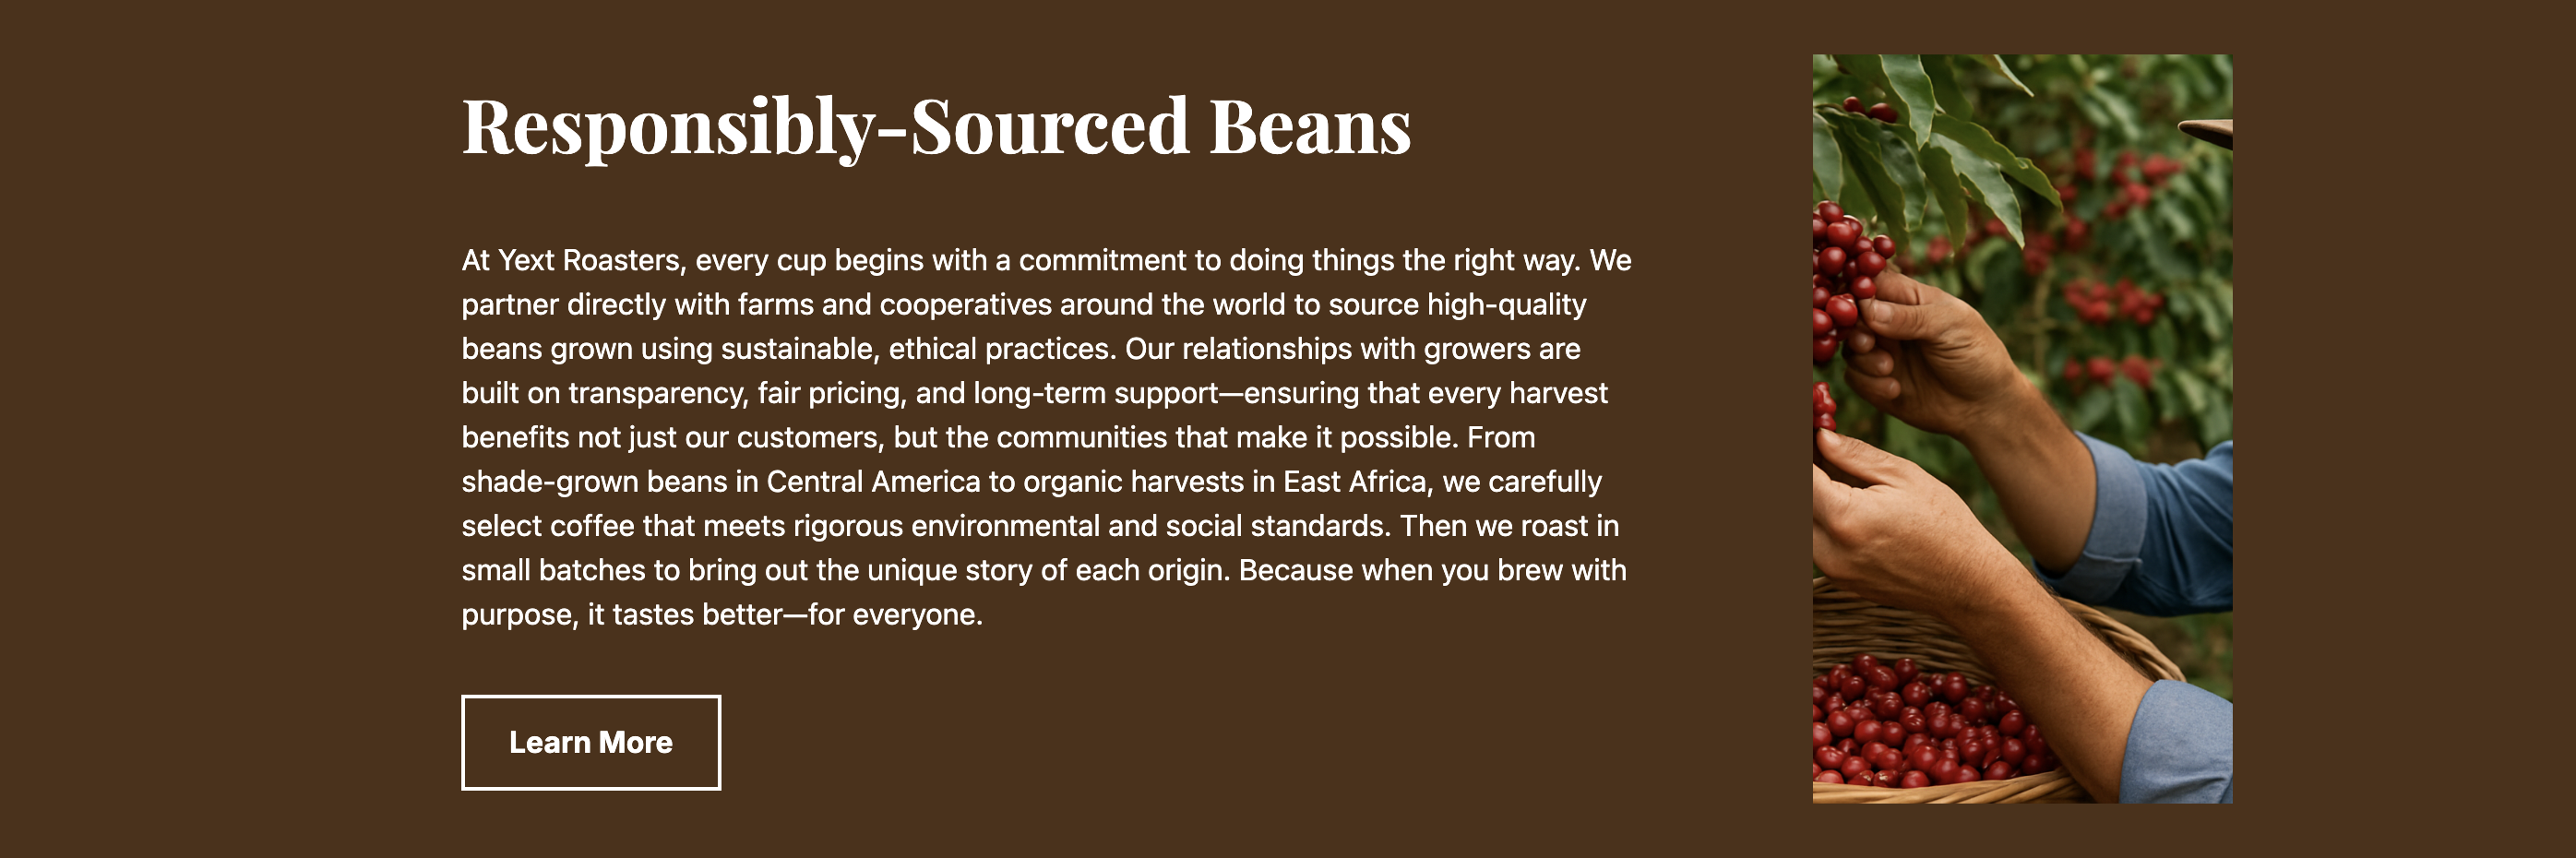 Responsibly-Sourced Beans
At Yext Roasters, every cup begins with a commitment to doing things the right way. We
partner directly with farms and cooperatives around the world to source high-quality
beans grown using sustainable, ethical practices. Our relationships with growers are
built on transparency, fair pricing, and long-term support—ensuring that every harvest
benefits not just our customers, but the communities that make it possible. From
shade-grown beans in Central America to organic harvests in East Africa, we carefully
select coffee that meets rigorous environmental and social standards. Then we roast in
small batches to bring out the unique story of each origin. Because when you brew with
purpose, it tastes better—for everyone.
Learn More